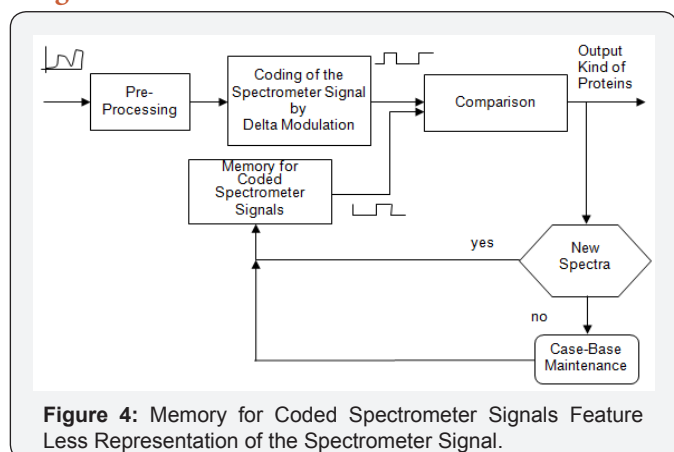 Pre-
Processing
Coding of the
Spectrometer Signal
by
Delta Modulation
Comparison
Output
Kind of
Proteins
Memory for
Coded
Spectrometer
Signals
yes
New
Spectra
no
Case-Base
Maintenance
Figure 4: Memory for Coded Spectrometer Signals Feature
Less Representation of the Spectrometer Signal.